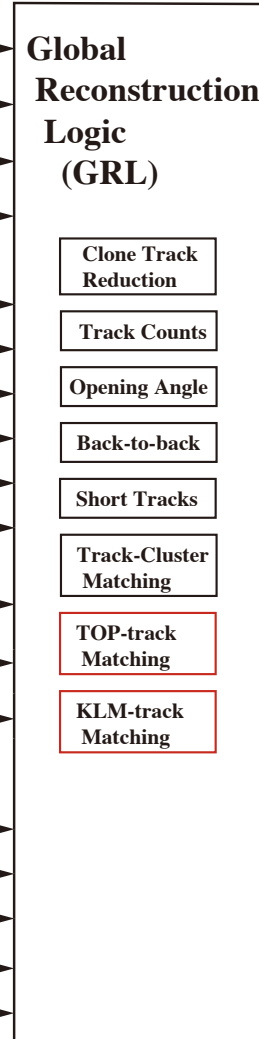 Global
Reconstruction
Logic
(GRL)
Clone Track
Reduction
Track Counts
Opening Angle
Back-to-back
Short Tracks
Track-Cluster
Matching
TOP-track
Matching
KLM-track
Matching